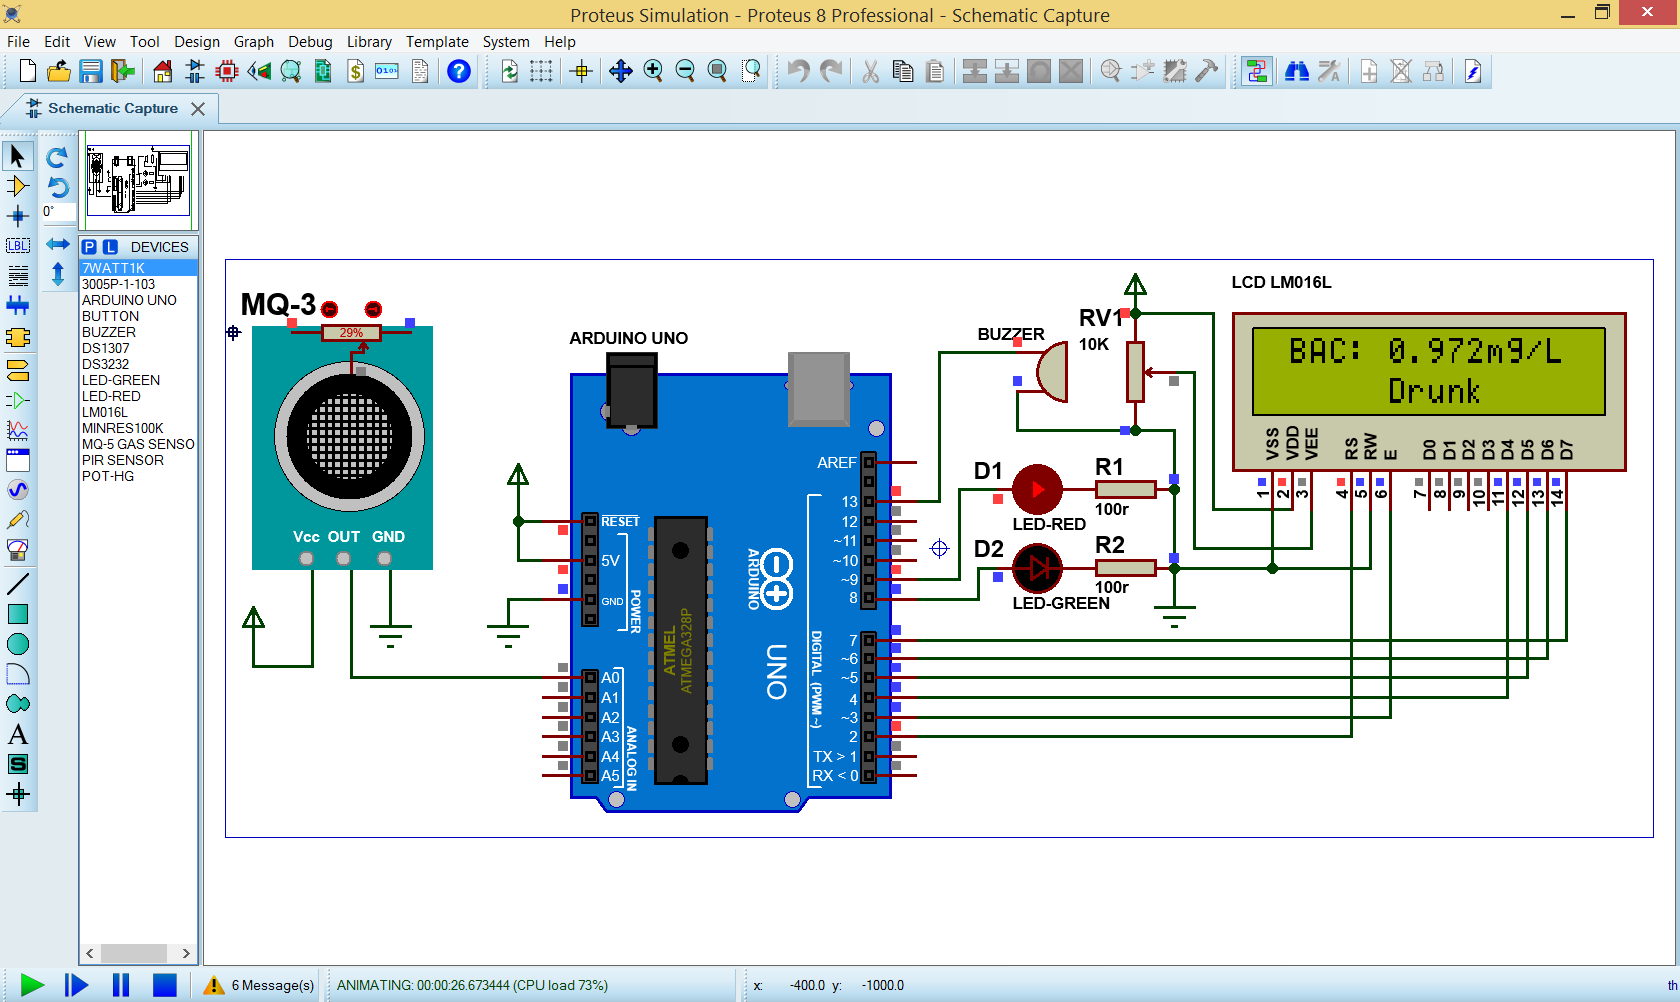 Proteus Simulation - Proteus 8 Professional - Schematic Capture
File Edit View Tool Design Graph Debug Library Template System Help
Schematic Capture
0°
LBL
P L DEVICES
7WATT1K
3005P-1-103
ARDUINO UNO
BUTTON
BUZZER
DS1307
DS3232
LED-GREEN
LED-RED
LM016L
MINRES100K
MQ-5 GAS SENSO
PIR SENSOR
POT-HG
MQ-3
29%
Vcc OUT GND
ARDUINO UNO
RESET
5V
GND
POWER
A0
A1
A2
A3
A4
A5
ANALOG IN
ATMEL
ATMEGA328P
ARDUINO
UNO
AREF
13
12
~11
~10
~9
8
7
~6
~5
4
~3
2
TX > 1
RX < 0
DIGITAL (PWM ~)
BUZZER
RV1
10K
D1
LED-RED
R1
100r
D2
LED-GREEN
R2
100r
LCD LM016L
BAC: 0.972mg/L
Drunk
VSS VDD VEE RS RW E D0 D1 D2 D3 D4 D5 D6 D7
1 2 3 4 5 6 7 8 9 10 11 12 13 14
6 Message(s) ANIMATING: 00:00:26.673444 (CPU load 73%) x: -400.0 y: -1000.0 th